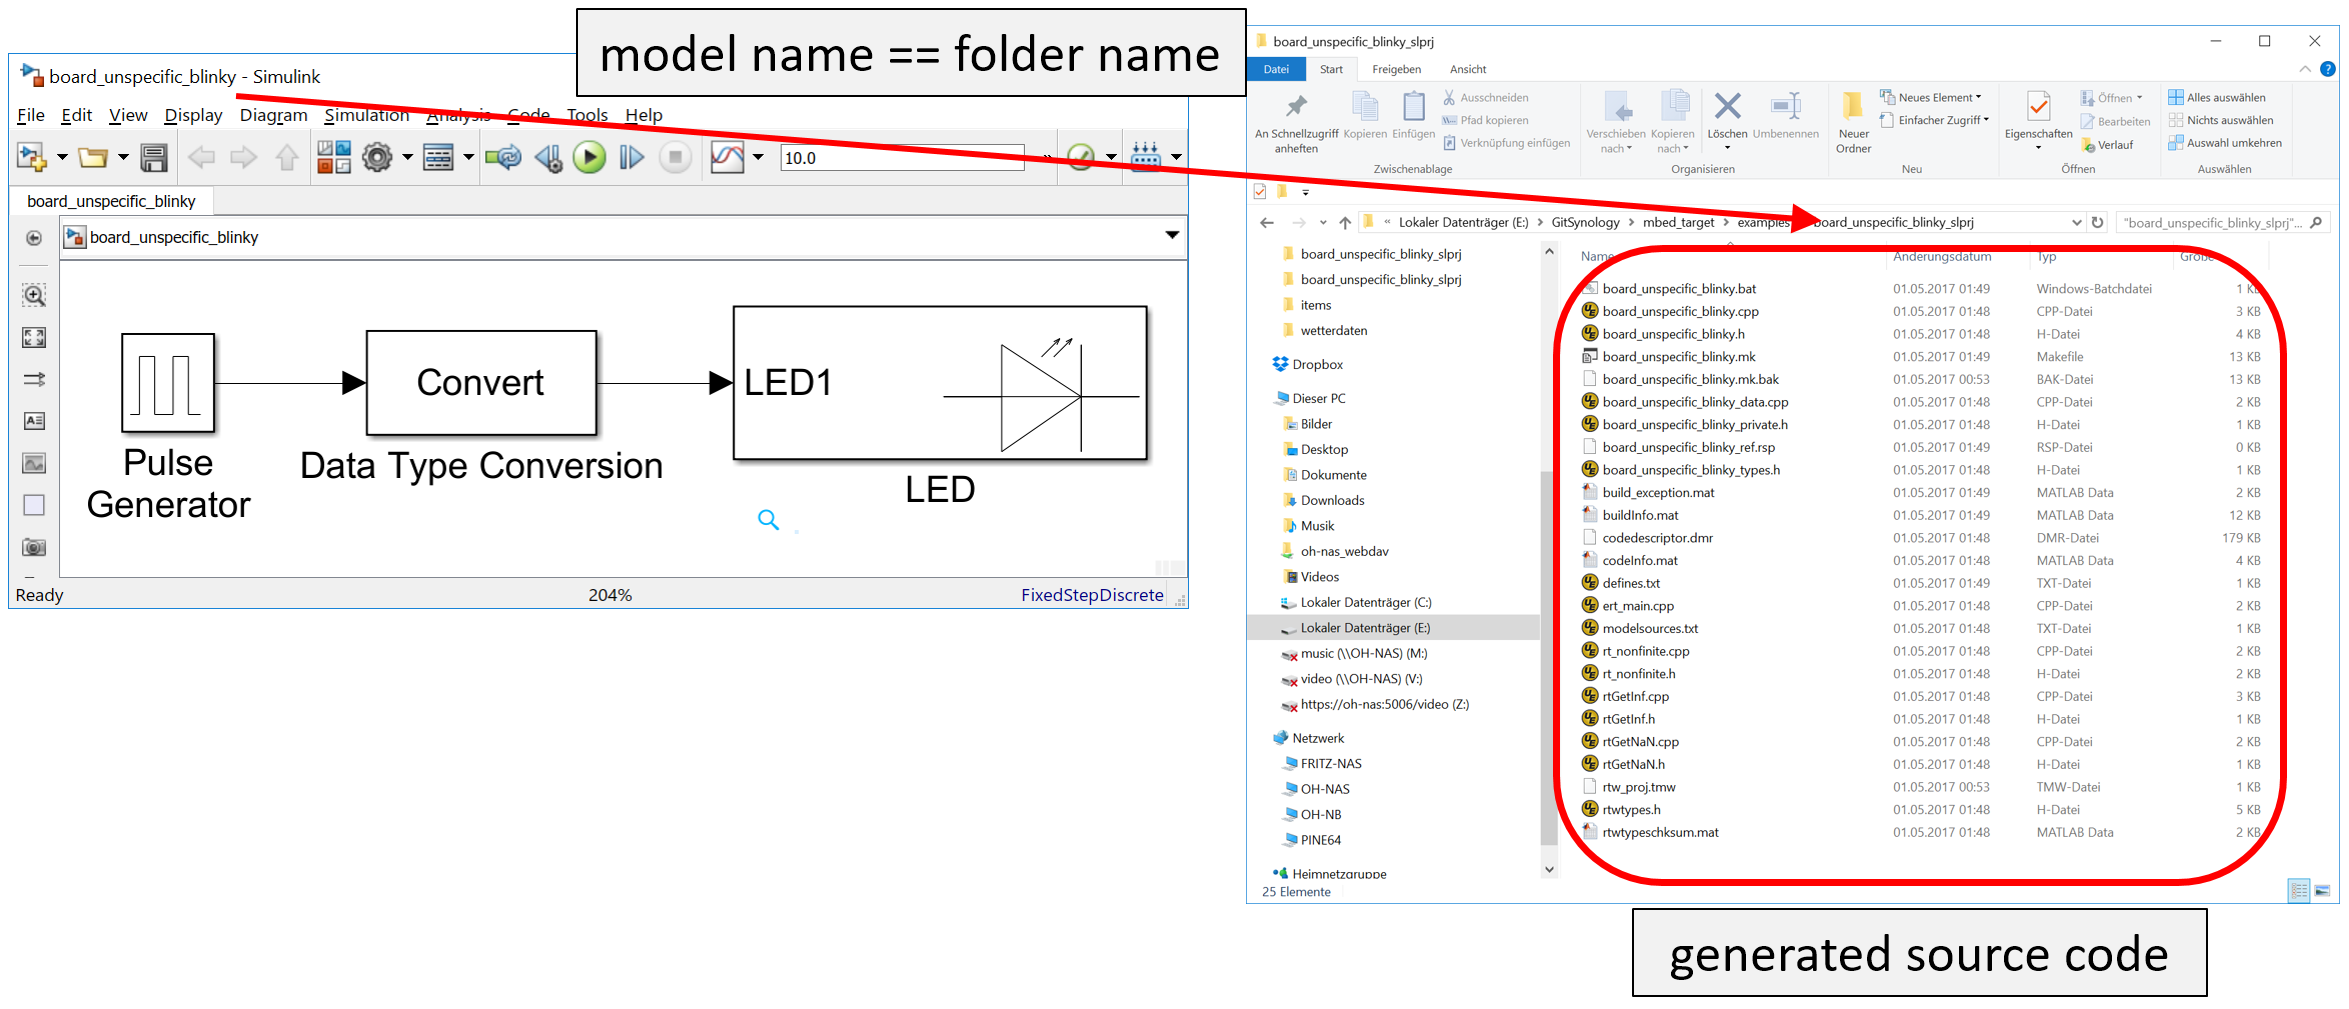 model name == folder name
board_unspecific_blinky - Simulink
File Edit View Display Diagram Simulation Analysis Code Tools Help
10.0
»
board_unspecific_blinky
board_unspecific_blinky
Convert
LED1
Pulse
Generator
Data Type Conversion
LED
Ready
204%
FixedStepDiscrete
board_unspecific_blinky_slprj
Datei Start Freigeben Ansicht
An Schnellzugriff
anheften
Kopieren
Einfügen
Ausschneiden
Pfad kopieren
Verknüpfung einfügen
Zwischenablage
Verschieben
nach
Kopieren
nach
Löschen
Umbenennen
Organisieren
Neuer
Ordner
Neues Element
Einfacher Zugriff
Neu
Eigenschaften
Öffnen
Bearbeiten
Verlauf
Öffnen
Alles auswählen
Nichts auswählen
Auswahl umkehren
Auswählen
« Lokaler Datenträger (E:) > GitSynology > mbed_target > examples board_unspecific_blinky_slprj
"board_unspecific_blinky_slprj"...
board_unspecific_blinky_slprj
board_unspecific_blinky_slprj
items
wetterdaten
Dropbox
Dieser PC
Bilder
Desktop
Dokumente
Downloads
Musik
oh-nas_webdav
Videos
Lokaler Datenträger (C:)
Lokaler Datenträger (E:)
music (\\OH-NAS) (M:)
video (\\OH-NAS) (V:)
https://oh-nas:5006/video (Z:)
Netzwerk
FRITZ-NAS
OH-NAS
OH-NB
PINE64
Heimnetzgruppe
25 Elemente
Name Änderungsdatum Typ Größe
board_unspecific_blinky.bat 01.05.2017 01:49 Windows-Batchdatei 1 KB
board_unspecific_blinky.cpp 01.05.2017 01:48 CPP-Datei 3 KB
board_unspecific_blinky.h 01.05.2017 01:48 H-Datei 4 KB
board_unspecific_blinky.mk 01.05.2017 01:49 Makefile 13 KB
board_unspecific_blinky.mk.bak 01.05.2017 00:53 BAK-Datei 13 KB
board_unspecific_blinky_data.cpp 01.05.2017 01:48 CPP-Datei 2 KB
board_unspecific_blinky_private.h 01.05.2017 01:48 H-Datei 1 KB
board_unspecific_blinky_ref.rsp 01.05.2017 01:49 RSP-Datei 0 KB
board_unspecific_blinky_types.h 01.05.2017 01:48 H-Datei 1 KB
build_exception.mat 01.05.2017 01:49 MATLAB Data 2 KB
buildInfo.mat 01.05.2017 01:49 MATLAB Data 12 KB
codedescriptor.dmr 01.05.2017 01:48 DMR-Datei 179 KB
codeInfo.mat 01.05.2017 01:48 MATLAB Data 4 KB
defines.txt 01.05.2017 01:49 TXT-Datei 1 KB
ert_main.cpp 01.05.2017 01:48 CPP-Datei 2 KB
modelsources.txt 01.05.2017 01:48 TXT-Datei 1 KB
rt_nonfinite.cpp 01.05.2017 01:48 CPP-Datei 2 KB
rt_nonfinite.h 01.05.2017 01:48 H-Datei 2 KB
rtGetInf.cpp 01.05.2017 01:48 CPP-Datei 3 KB
rtGetInf.h 01.05.2017 01:48 H-Datei 1 KB
rtGetNaN.cpp 01.05.2017 01:48 CPP-Datei 2 KB
rtGetNaN.h 01.05.2017 01:48 H-Datei 1 KB
rtw_proj.tmw 01.05.2017 00:53 TMW-Datei 1 KB
rtwtypes.h 01.05.2017 01:48 H-Datei 5 KB
rtwtypeschksum.mat 01.05.2017 01:48 MATLAB Data 2 KB
generated source code